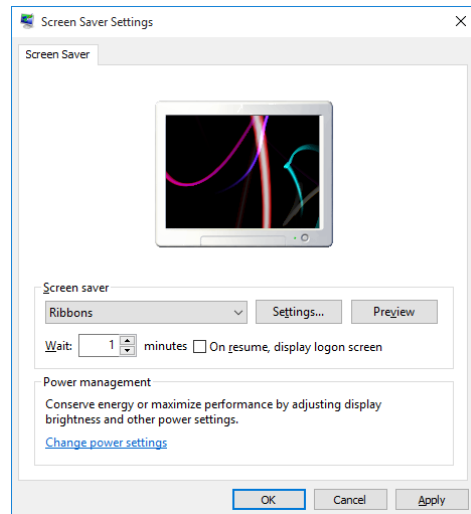 Screen Saver Settings
Screen Saver
Screen saver
Ribbons Settings... Preview
Wait: 1 minutes On resume, display logon screen
Power management
Conserve energy or maximize performance by adjusting display
brightness and other power settings.
Change power settings
OK Cancel Apply